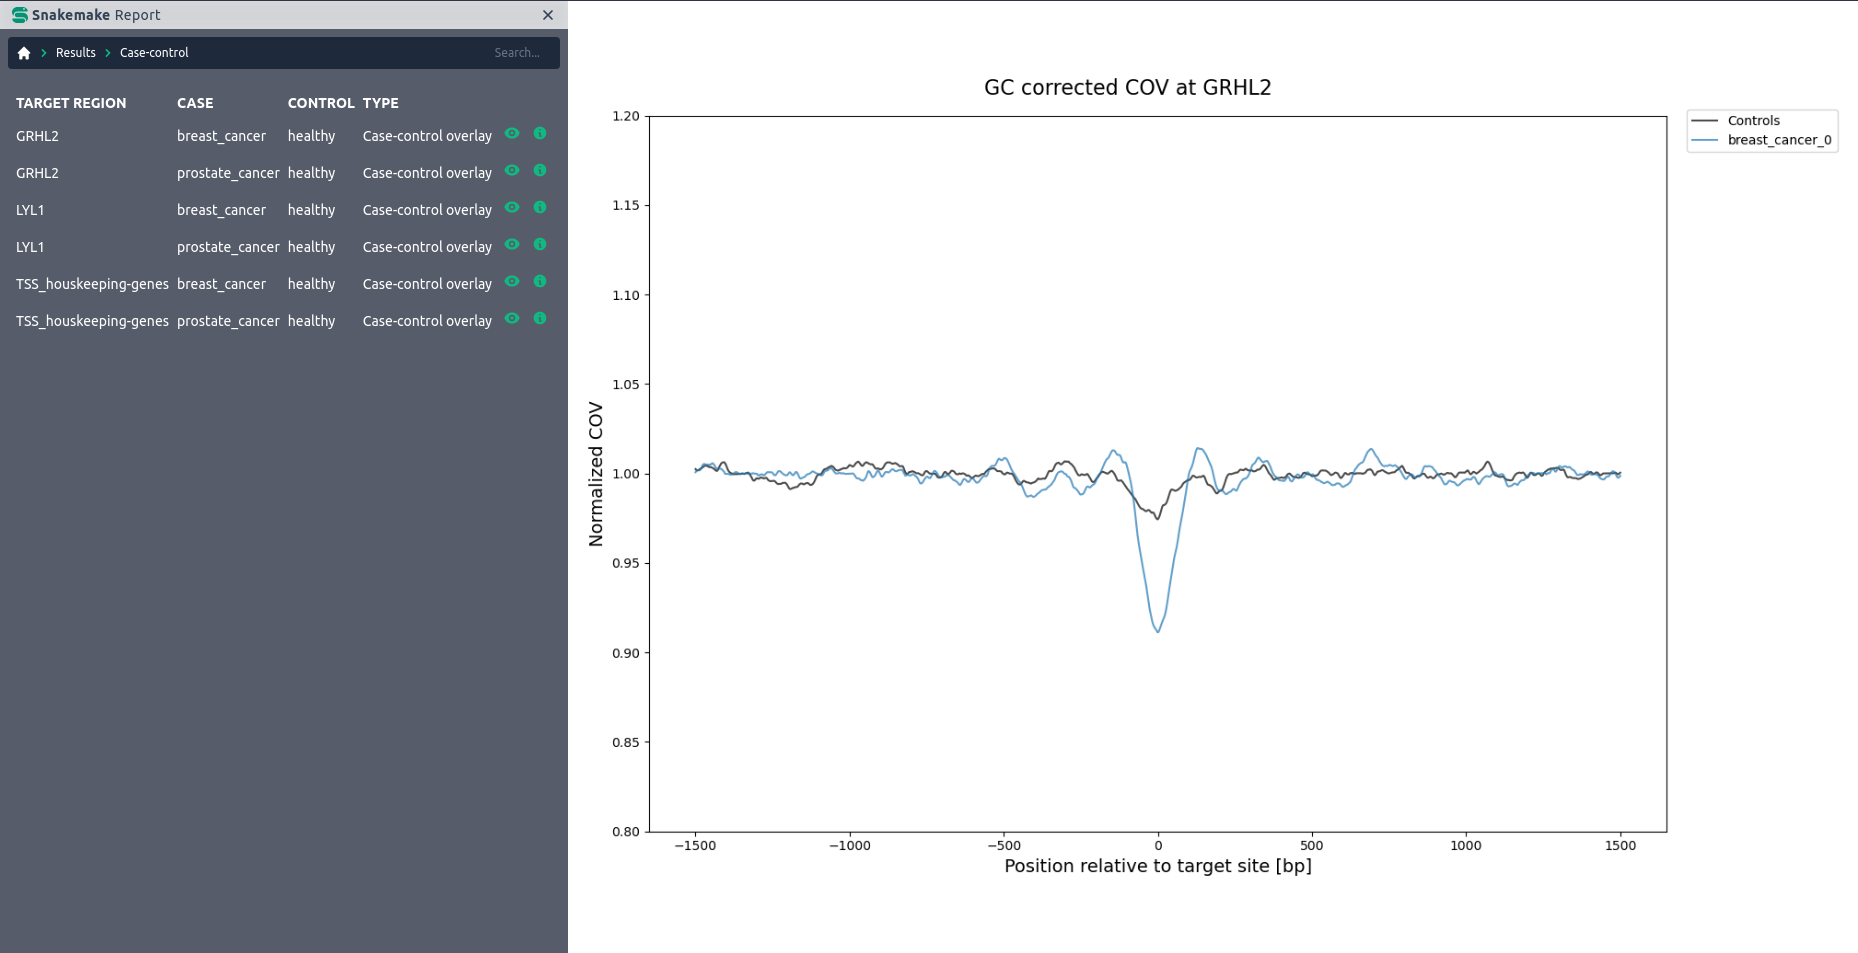 Snakemake Report ×
Results Case-control Search...
TARGET REGION CASE CONTROL TYPE
GRHL2 breast_cancer healthy Case-control overlay
GRHL2 prostate_cancer healthy Case-control overlay
LYL1 breast_cancer healthy Case-control overlay
LYL1 prostate_cancer healthy Case-control overlay
TSS_houskeeping-genes breast_cancer healthy Case-control overlay
TSS_houskeeping-genes prostate_cancer healthy Case-control overlay
GC corrected COV at GRHL2
Controls
breast_cancer_0
Normalized COV
1.20
1.15
1.10
1.05
1.00
0.95
0.90
0.85
0.80
−1500 −1000 −500 0 500 1000 1500
Position relative to target site [bp]